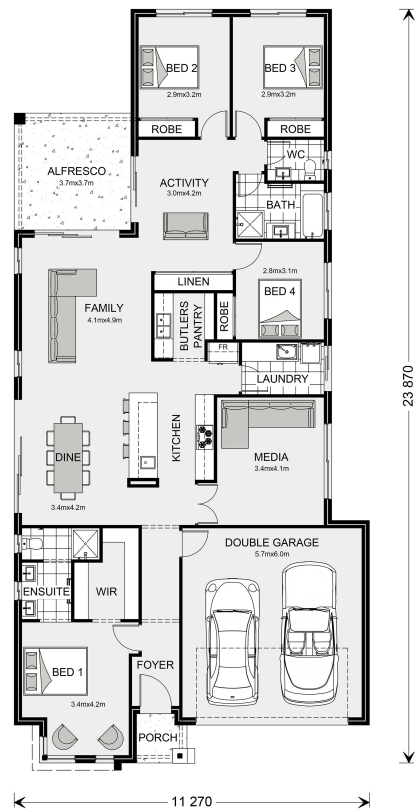 BED 2
2.9mx3.2m
BED 3
2.9mx3.2m
ROBE
ROBE
WC
ALFRESCO
3.7mx3.7m
ACTIVITY
3.0mx4.2m
BATH
LINEN
2.8mx3.1m
BED 4
FAMILY
4.1mx4.9m
BUTLERS
PANTRY
ROBE
FR
LAUNDRY
KITCHEN
DINE
3.4mx4.2m
MEDIA
3.4mx4.1m
DOUBLE GARAGE
5.7mx6.0m
ENSUITE
WIR
BED 1
3.4mx4.2m
FOYER
PORCH
23 870
11 270